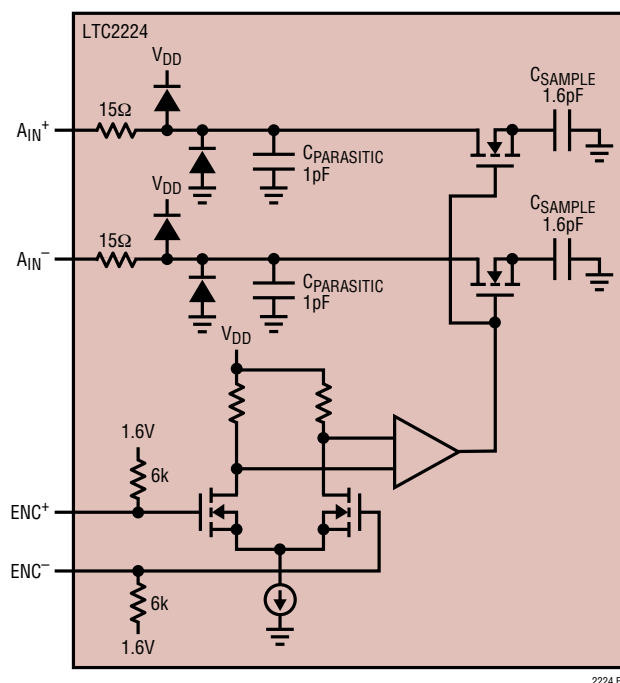 LTC2224
V_DD
C_SAMPLE
1.6pF
15Ω
A_IN⁺
C_PARASITIC
1pF
V_DD
C_SAMPLE
1.6pF
15Ω
A_IN⁻
C_PARASITIC
1pF
V_DD
1.6V
6k
ENC⁺
ENC⁻
6k
1.6V